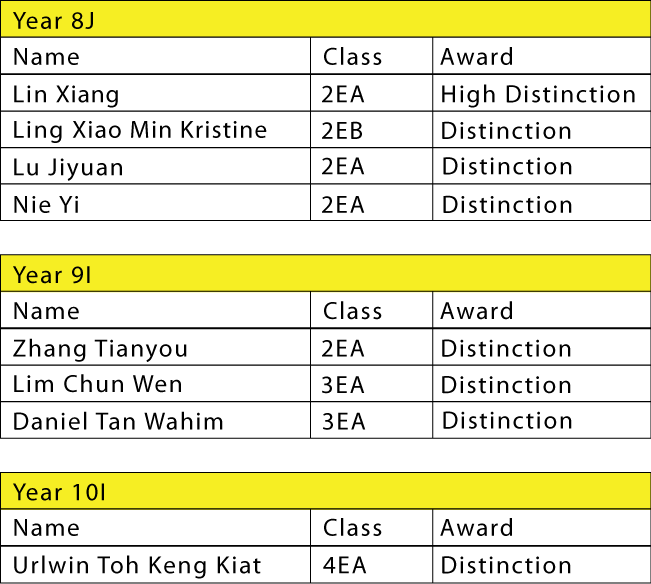 Year 8J
Name Class Award
Lin Xiang 2EA High Distinction
Ling Xiao Min Kristine 2EB Distinction
Lu Jiyuan 2EA Distinction
Nie Yi 2EA Distinction
Year 9I
Name Class Award
Zhang Tianyou 2EA Distinction
Lim Chun Wen 3EA Distinction
Daniel Tan Wahim 3EA Distinction
Year 10I
Name Class Award
Urlwin Toh Keng Kiat 4EA Distinction